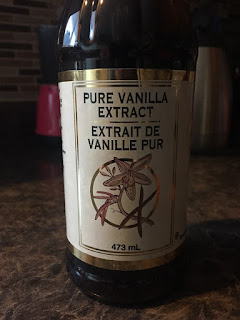 PURE VANILLA
EXTRACT
EXTRAIT DE
VANILLE PUR
473 mL